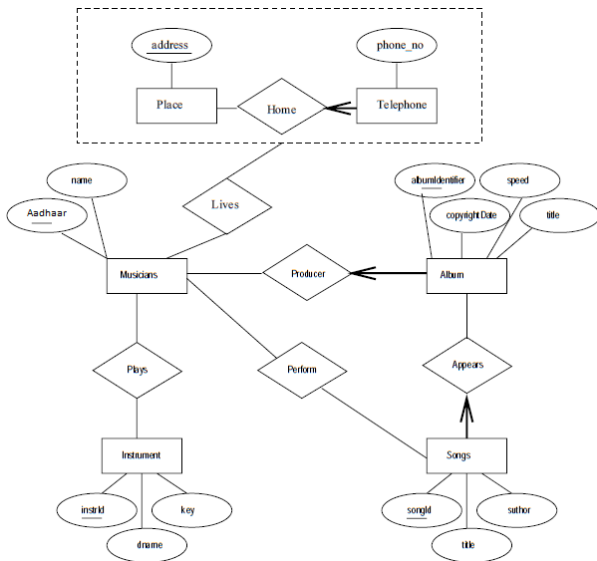 address
phone_no
Place
Home
Telephone
name
Aadhaar
Lives
albumIdentifier
speed
copyright Date
title
Musicians
Producer
Album
Plays
Perform
Appears
Instrument
Songs
instrId
key
dname
songId
suthor
title